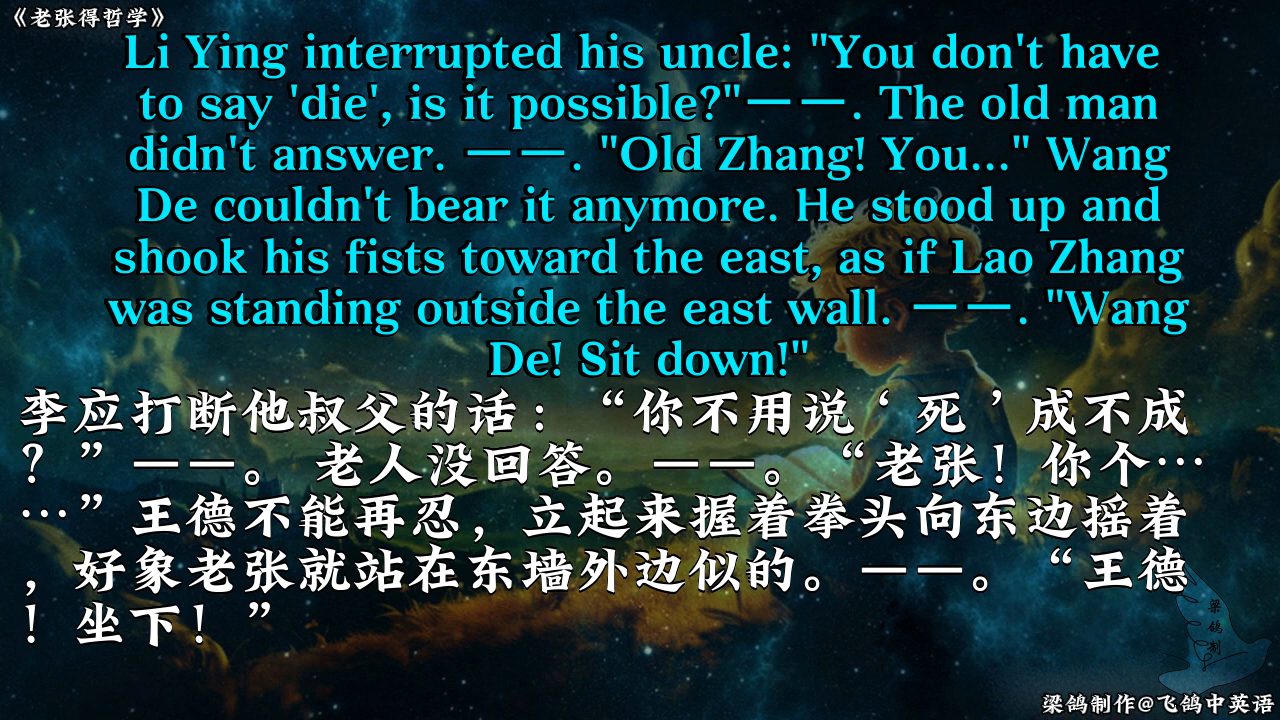 《老张得哲学》
Li Ying interrupted his uncle: "You don't have
to say 'die', is it possible?"——. The old man
didn't answer. ——. "Old Zhang! You..." Wang
De couldn't bear it anymore. He stood up and
shook his fists toward the east, as if Lao Zhang
was standing outside the east wall. ——. "Wang
De! Sit down!"
李应打断他叔父的话：“你不用说‘死’成不成
？”——。老人没回答。——。“老张！你个…
…”王德不能再忍，立起来握着拳头向东边摇着
，好象老张就站在东墙外边似的。——。“王德
！坐下！”
梁鸽制
梁鸽制作@飞鸽中英语